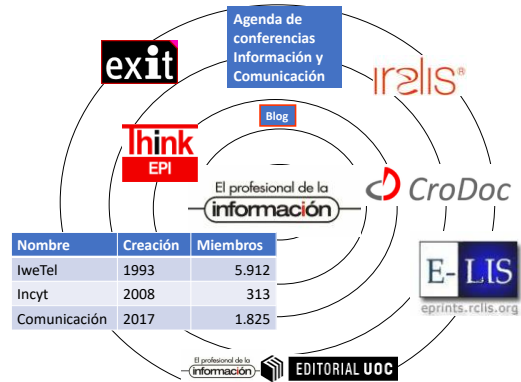 Agenda de
conferencias
Información y
Comunicación
exit
iralis®
Blog
Think
EPI
El profesional de la
información
CroDoc
Nombre Creación Miembros
IweTel 1993 5.912
Incyt 2008 313
Comunicación 2017 1.825
E-LIS
eprints.rclis.org
El profesional de la
información
EDITORIAL UOC